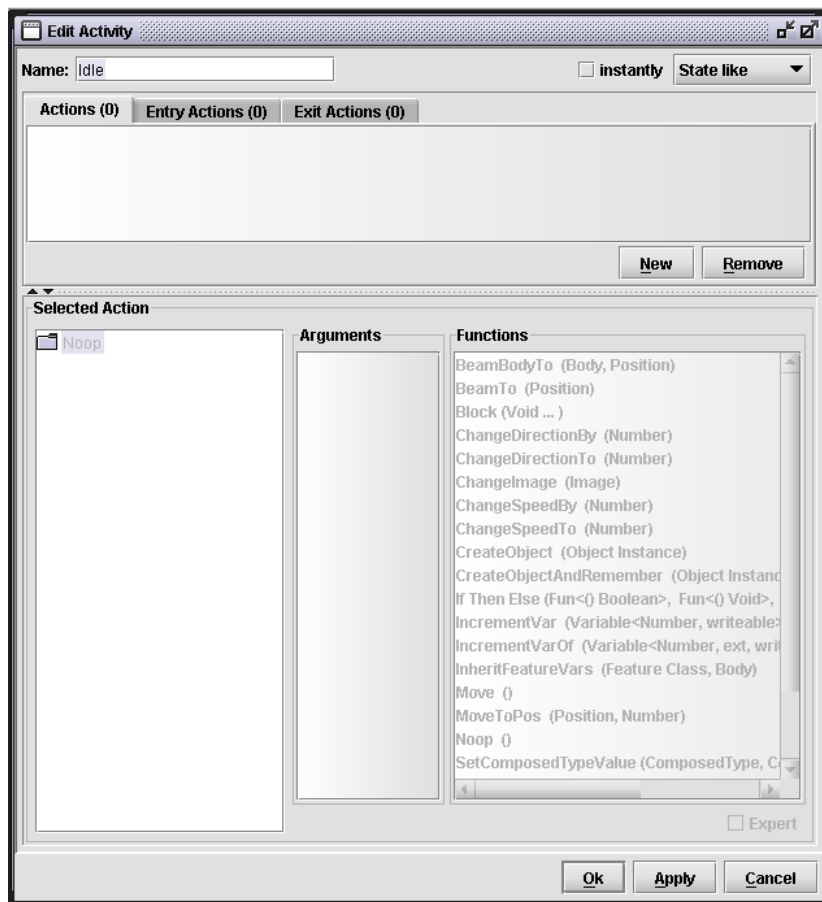 Edit Activity
Name: Idle
instantly State like
Actions (0) Entry Actions (0) Exit Actions (0)
New Remove
Selected Action
Noop
Arguments
Functions
BeamBodyTo (Body, Position)
BeamTo (Position)
Block (Void ... )
ChangeDirectionBy (Number)
ChangeDirectionTo (Number)
ChangeImage (Image)
ChangeSpeedBy (Number)
ChangeSpeedTo (Number)
CreateObject (Object Instance)
CreateObjectAndRemember (Object Instanc
If Then Else (Fun<() Boolean>, Fun<() Void>,
IncrementVar (Variable<Number, writeable>
IncrementVarOf (Variable<Number, ext, writ
InheritFeatureVars (Feature Class, Body)
Move ()
MoveToPos (Position, Number)
Noop ()
SetComposedTypeValue (ComposedType, C
Expert
Ok Apply Cancel